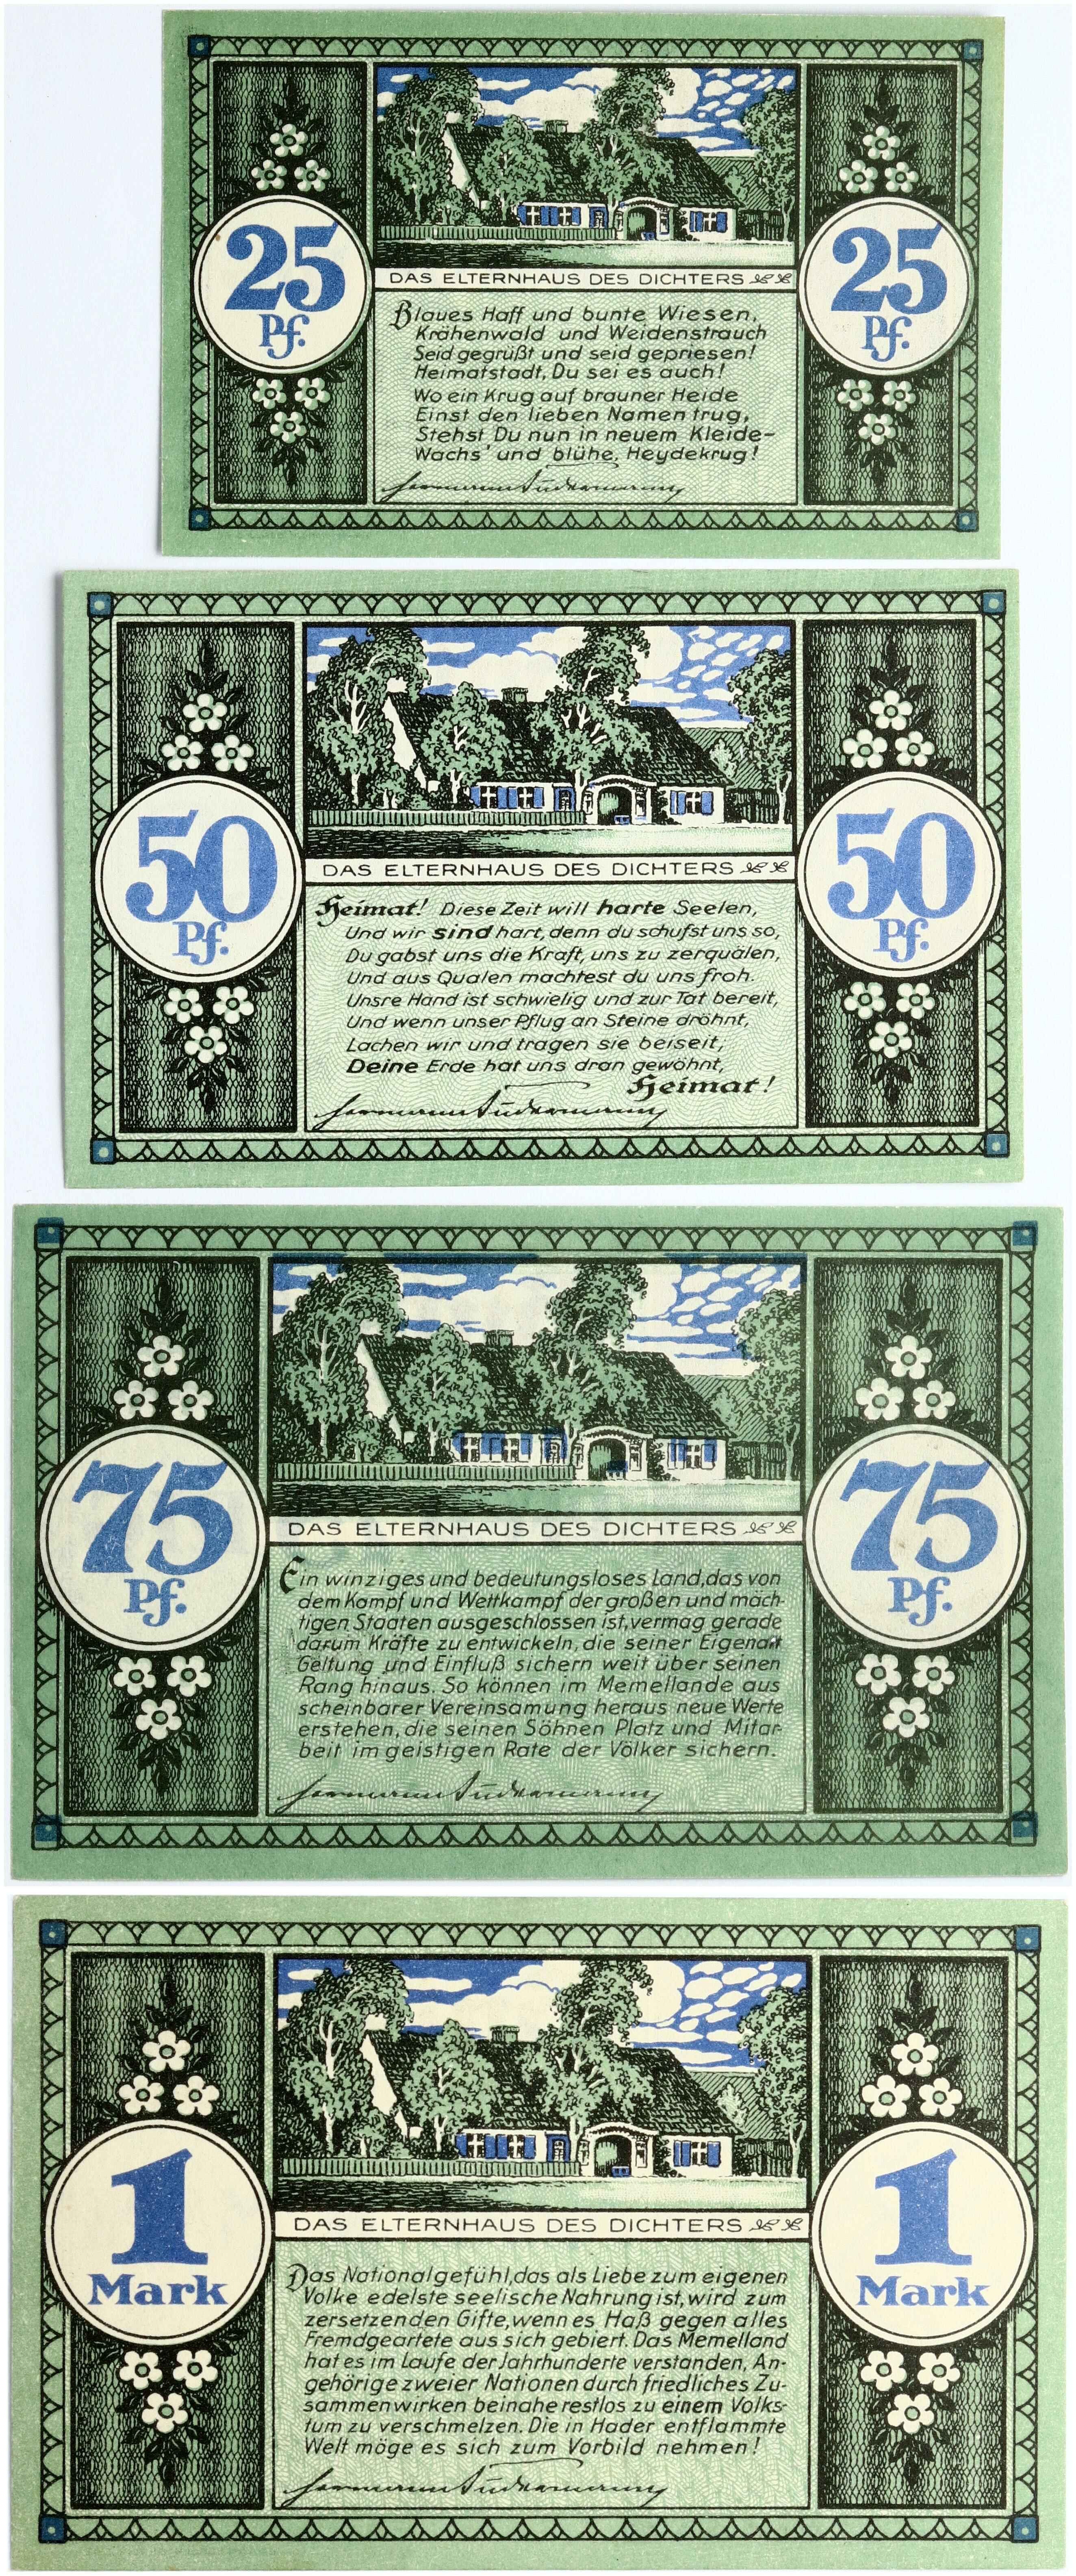 25
Pf.
25
Pf.
DAS ELTERNHAUS DES DICHTERS
Blaues Haff und bunte Wiesen,
Krähenwald und Weidenstrauch
Seid gegrüßt und seid gepriesen!
Heimatstadt, Du sei es auch!
Wo ein Krug auf brauner Heide
Einst den lieben Namen trug,
Stehst Du nun in neuem Kleide-
Wachs' und blühe, Heydekrug!
Hermann Sudermann
50
Pf.
50
Pf.
DAS ELTERNHAUS DES DICHTERS
Heimat! Diese Zeit will harte Seelen,
Und wir sind hart, denn du schufst uns so,
Du gabst uns die Kraft, uns zu zerquälen,
Und aus Qualen machtest du uns froh.
Unsre Hand ist schwielig und zur Tat bereit,
Und wenn unser Pflug an Steine dröhnt,
Lachen wir und tragen sie beiseit,
Deine Erde hat uns dran gewöhnt,
Heimat!
Hermann Sudermann
75
Pf.
75
Pf.
DAS ELTERNHAUS DES DICHTERS
Ein winziges und bedeutungsloses Land, das von
dem Kampf und Wettkampf der großen und mäch-
tigen Staaten ausgeschlossen ist, vermag gerade
darum Kräfte zu entwickeln, die seiner Eigenart
Geltung und Einfluß sichern weit über seinen
Rang hinaus. So können im Memellande aus
scheinbarer Vereinsamung heraus neue Werte
erstehen, die seinen Söhnen Platz und Mitar-
beit im geistigen Rate der Völker sichern.
Hermann Sudermann
1
Mark
1
Mark
DAS ELTERNHAUS DES DICHTERS
Das Nationalgefühl, das als Liebe zum eigenen
Volke edelste seelische Nahrung ist, wird zum
zersetzenden Gifte, wenn es Haß gegen alles
Fremdgeartete aus sich gebiert. Das Memelland
hat es im Laufe der Jahrhunderte verstanden, An-
gehörige zweier Nationen durch friedliches Zu-
sammenwirken beinahe restlos zu einem Volks-
tum zu verschmelzen. Die in Hader entflammte
Welt möge es sich zum Vorbild nehmen!
Hermann Sudermann